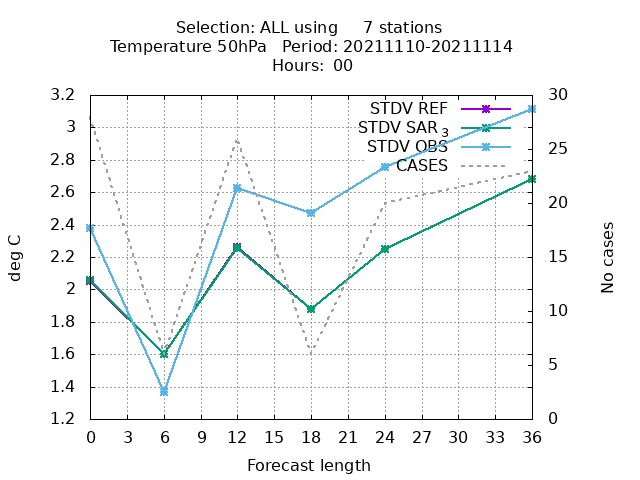 Selection: ALL using     7 stations
Temperature 50hPa   Period: 20211110-20211114
Hours:  00
STDV REF
STDV SAR3
STDV OBS
CASES
3.2
3
2.8
2.6
2.4
2.2
2
1.8
1.6
1.4
1.2
deg C
30
25
20
15
10
5
0
No cases
0 3 6 9 12 15 18 21 24 27 30 33 36
Forecast length